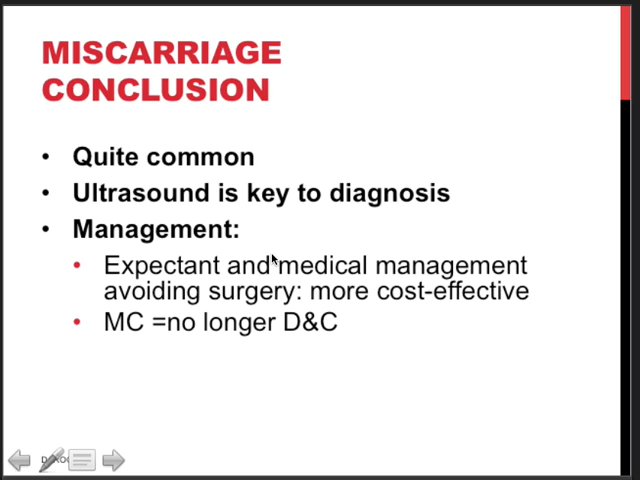 MISCARRIAGE
CONCLUSION
• Quite common
• Ultrasound is key to diagnosis
• Management:
• Expectant and medical management
avoiding surgery: more cost-effective
• MC =no longer D&C